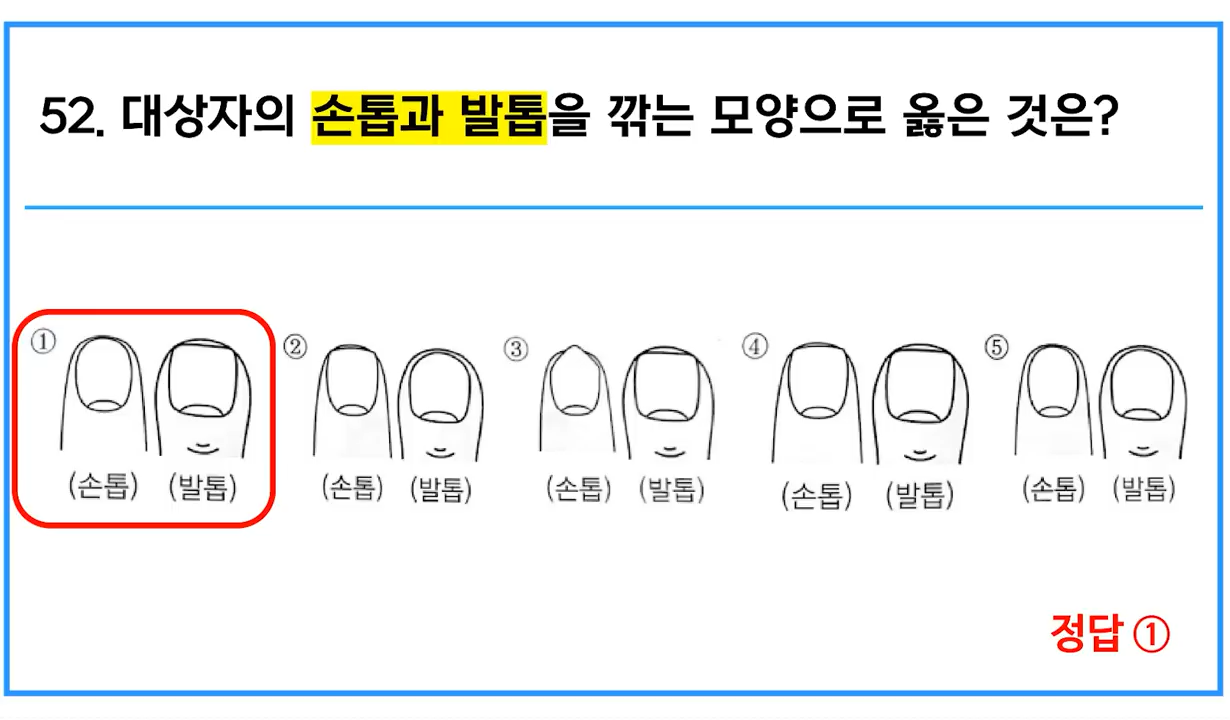 52. 대상자의 손톱과 발톱을 깎는 모양으로 옳은 것은?
① ② ③ ④ ⑤
(손톱) (발톱) (손톱) (발톱) (손톱) (발톱) (손톱) (발톱) (손톱) (발톱)
정답 ①